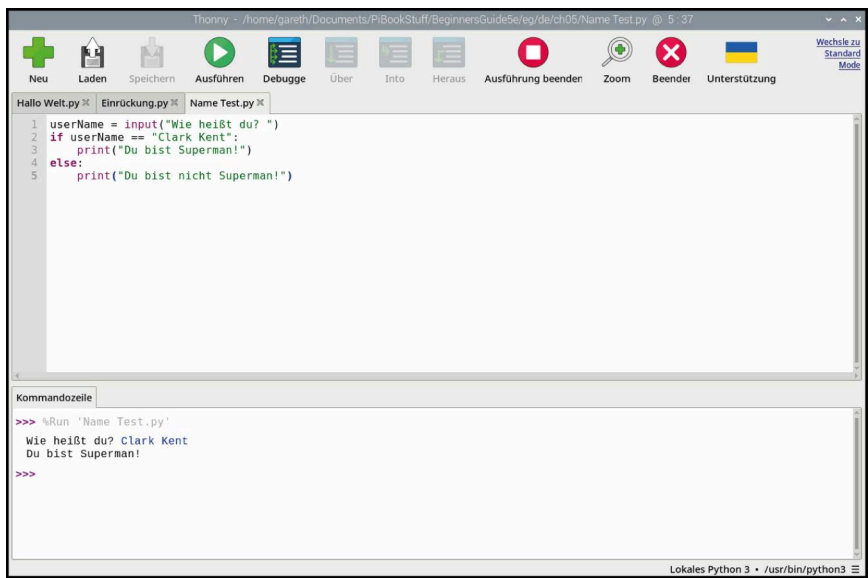 Thonny - /home/gareth/Documents/PiBookStuff/BeginnersGuide5e/eg/de/ch05/Name Test.py @ 5:37
Neu Laden Speichern Ausführen Debugge Über Into Heraus Ausführung beenden Zoom Beender Unterstützung
Wechsle zu
Standard
Mode
Hallo Welt.py Einrückung.py Name Test.py
1 userName = input("Wie heißt du? ")
2 if userName == "Clark Kent":
3     print("Du bist Superman!")
4 else:
5     print("Du bist nicht Superman!")
Kommandozeile
>>> %Run 'Name Test.py'
Wie heißt du? Clark Kent
Du bist Superman!
>>>
Lokales Python 3 • /usr/bin/python3 ☰